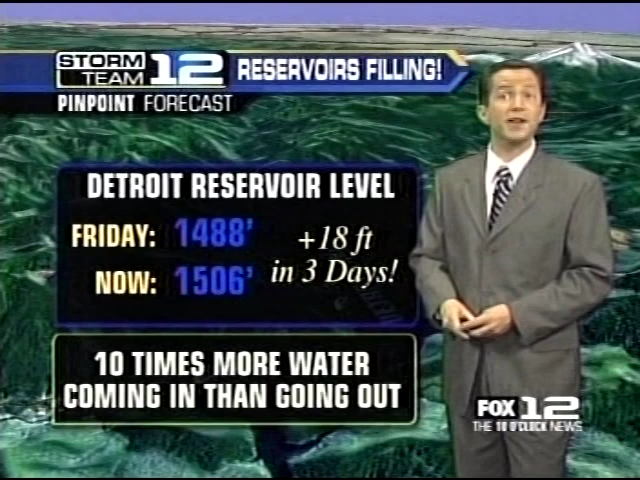 STORM TEAM 12
RESERVOIRS FILLING!
PINPOINT FORECAST
DETROIT RESERVOIR LEVEL
FRIDAY: 1488' +18 ft
NOW: 1506' in 3 Days!
10 TIMES MORE WATER
COMING IN THAN GOING OUT
FOX 12
THE 10 O'CLOCK NEWS